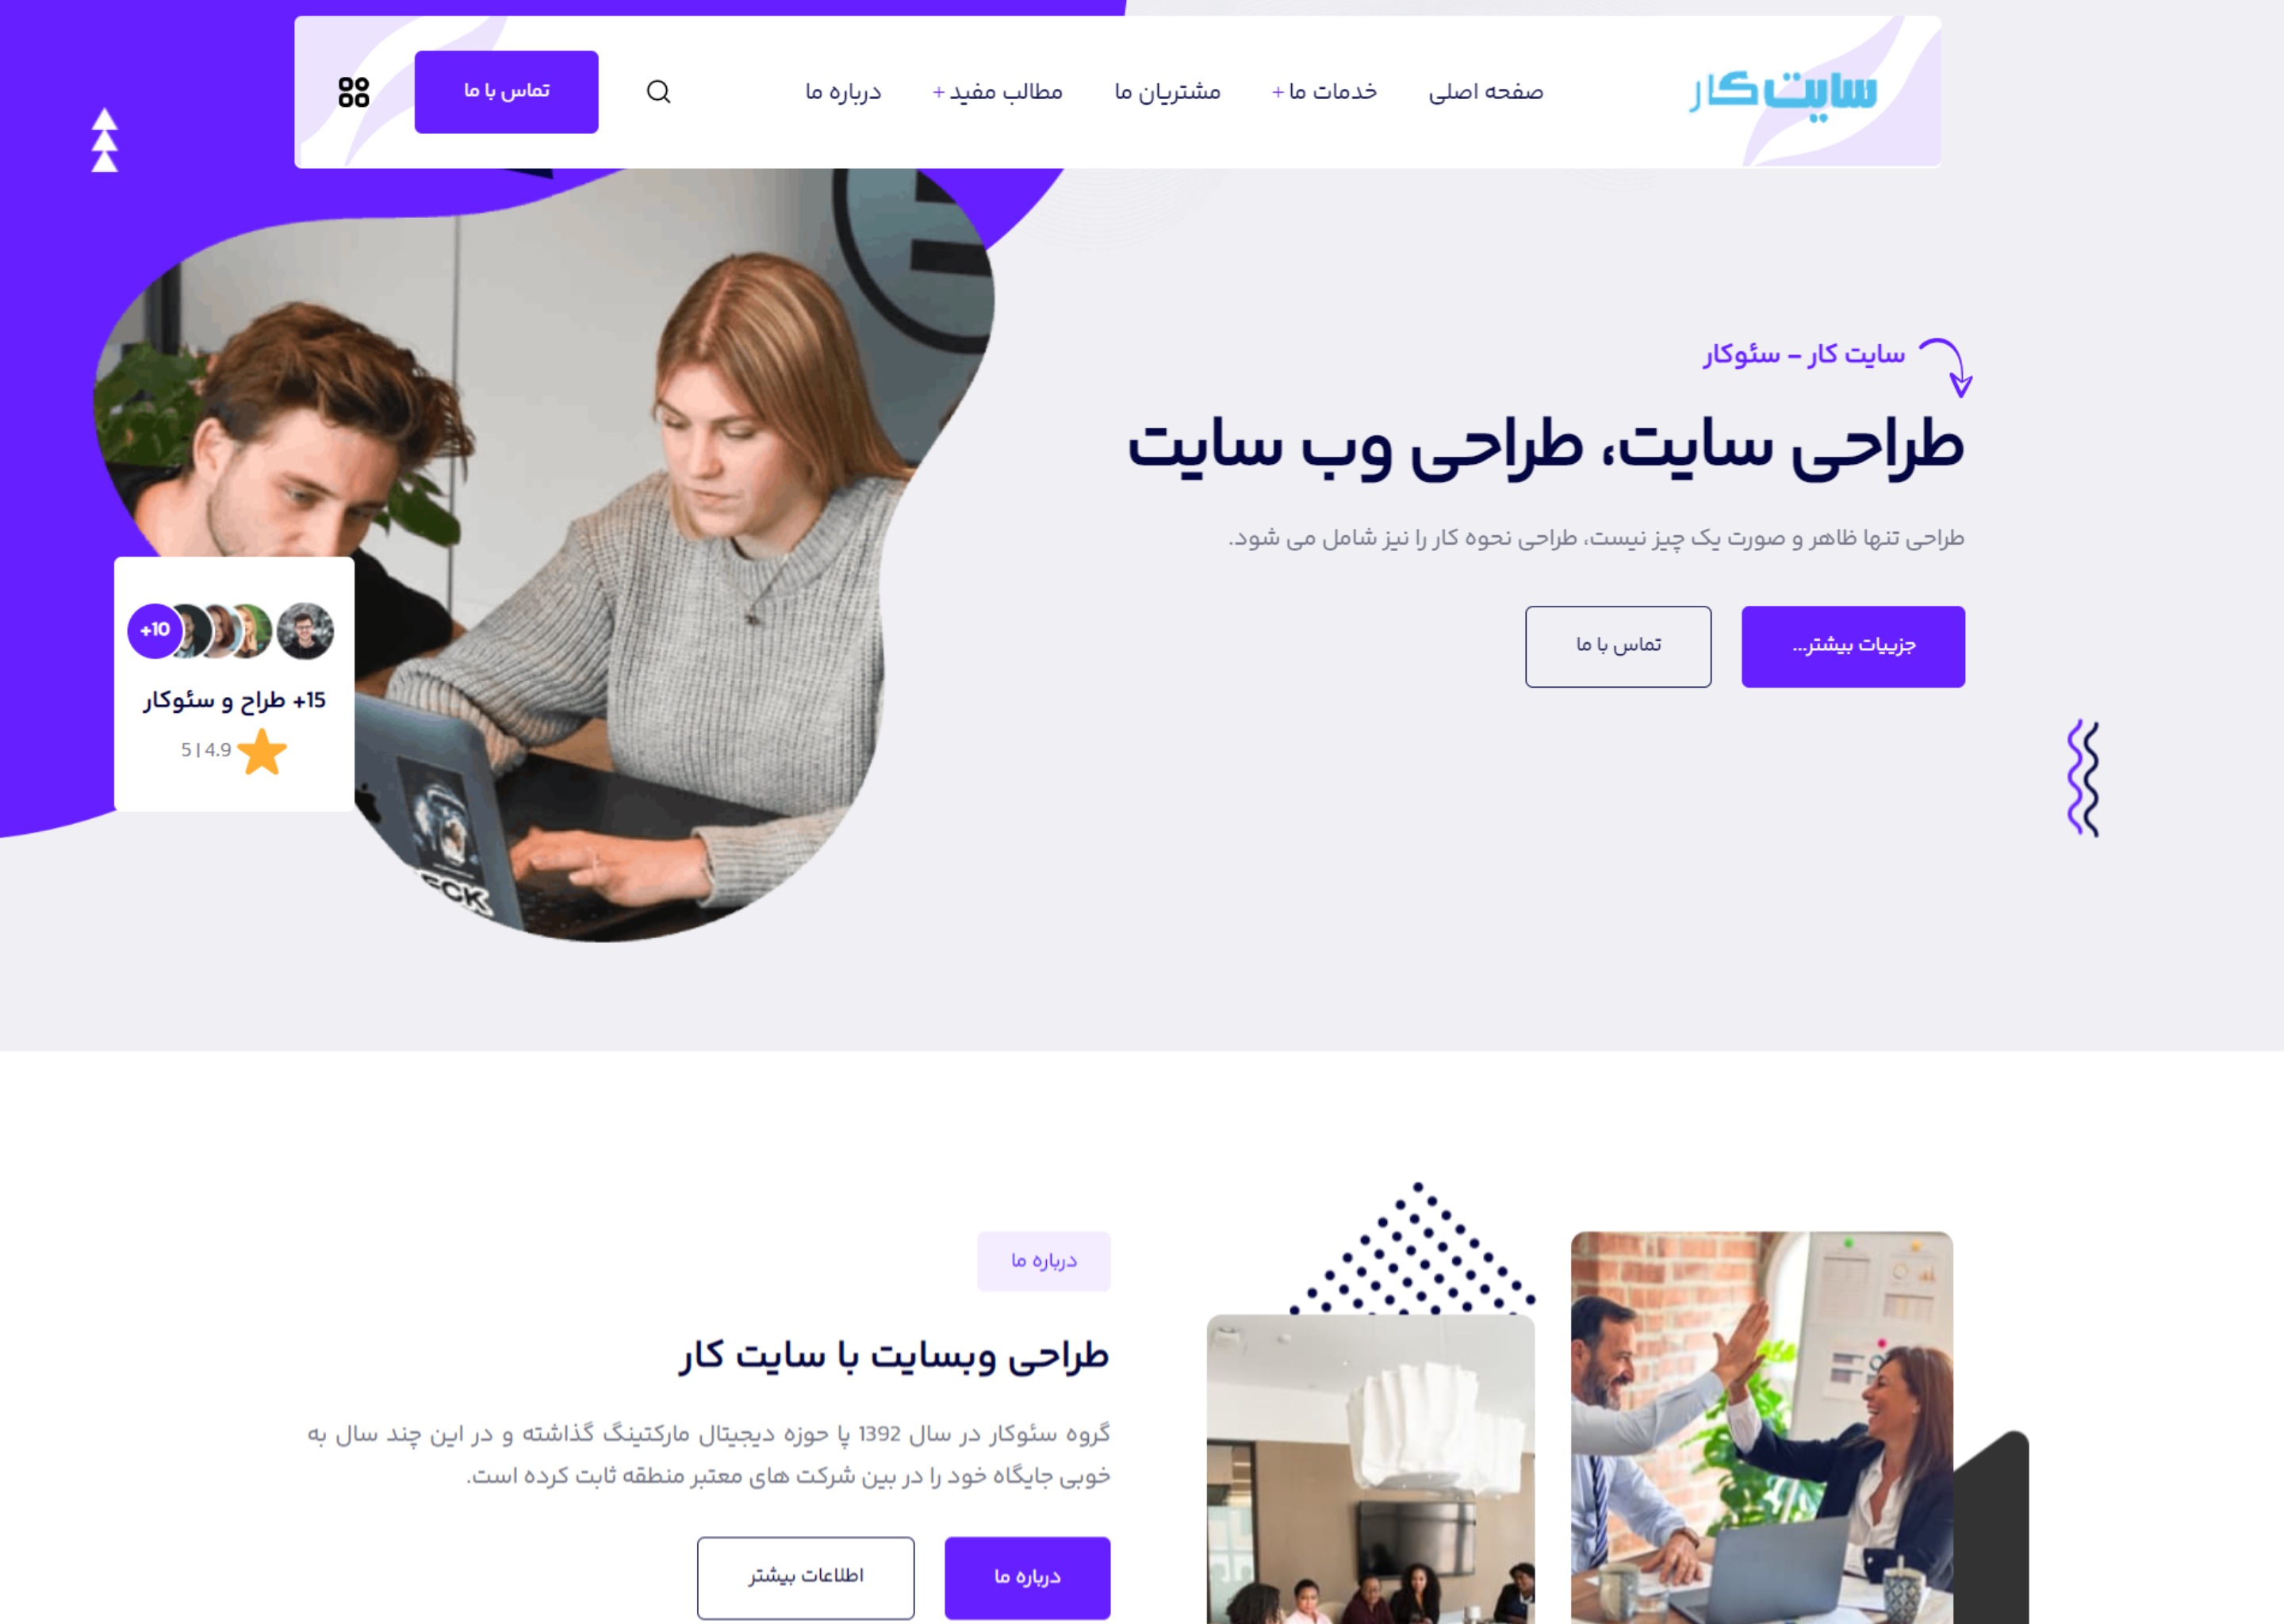 سایت کار
صفحه اصلی
خدمات ما +
مشتریان ما
مطالب مفید +
درباره ما
تماس با ما
سایت کار – سئوکار
طراحی سایت، طراحی وب سایت
طراحی تنها ظاهر و صورت یک چیز نیست، طراحی نحوه کار را نیز شامل می شود.
جزییات بیشتر...
تماس با ما
+10
15+ طراح و سئوکار
4.9 | 5
ECK
درباره ما
طراحی وبسایت با سایت کار
گروه سئوکار در سال 1392 پا حوزه دیجیتال مارکتینگ گذاشته و در این چند سال به
خوبی جایگاه خود را در بین شرکت های معتبر منطقه ثابت کرده است.
درباره ما
اطلاعات بیشتر